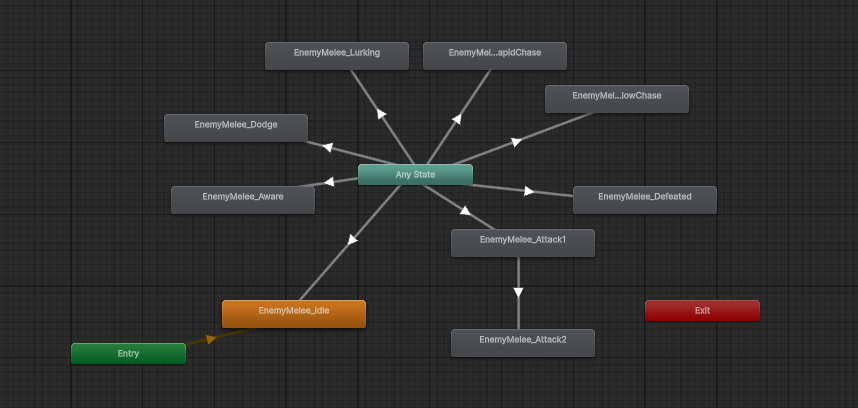 EnemyMelee_Lurking
EnemyMel...apidChase
EnemyMel...lowChase
EnemyMelee_Dodge
Any State
EnemyMelee_Aware
EnemyMelee_Defeated
EnemyMelee_Attack1
EnemyMelee_Idle
Exit
EnemyMelee_Attack2
Entry